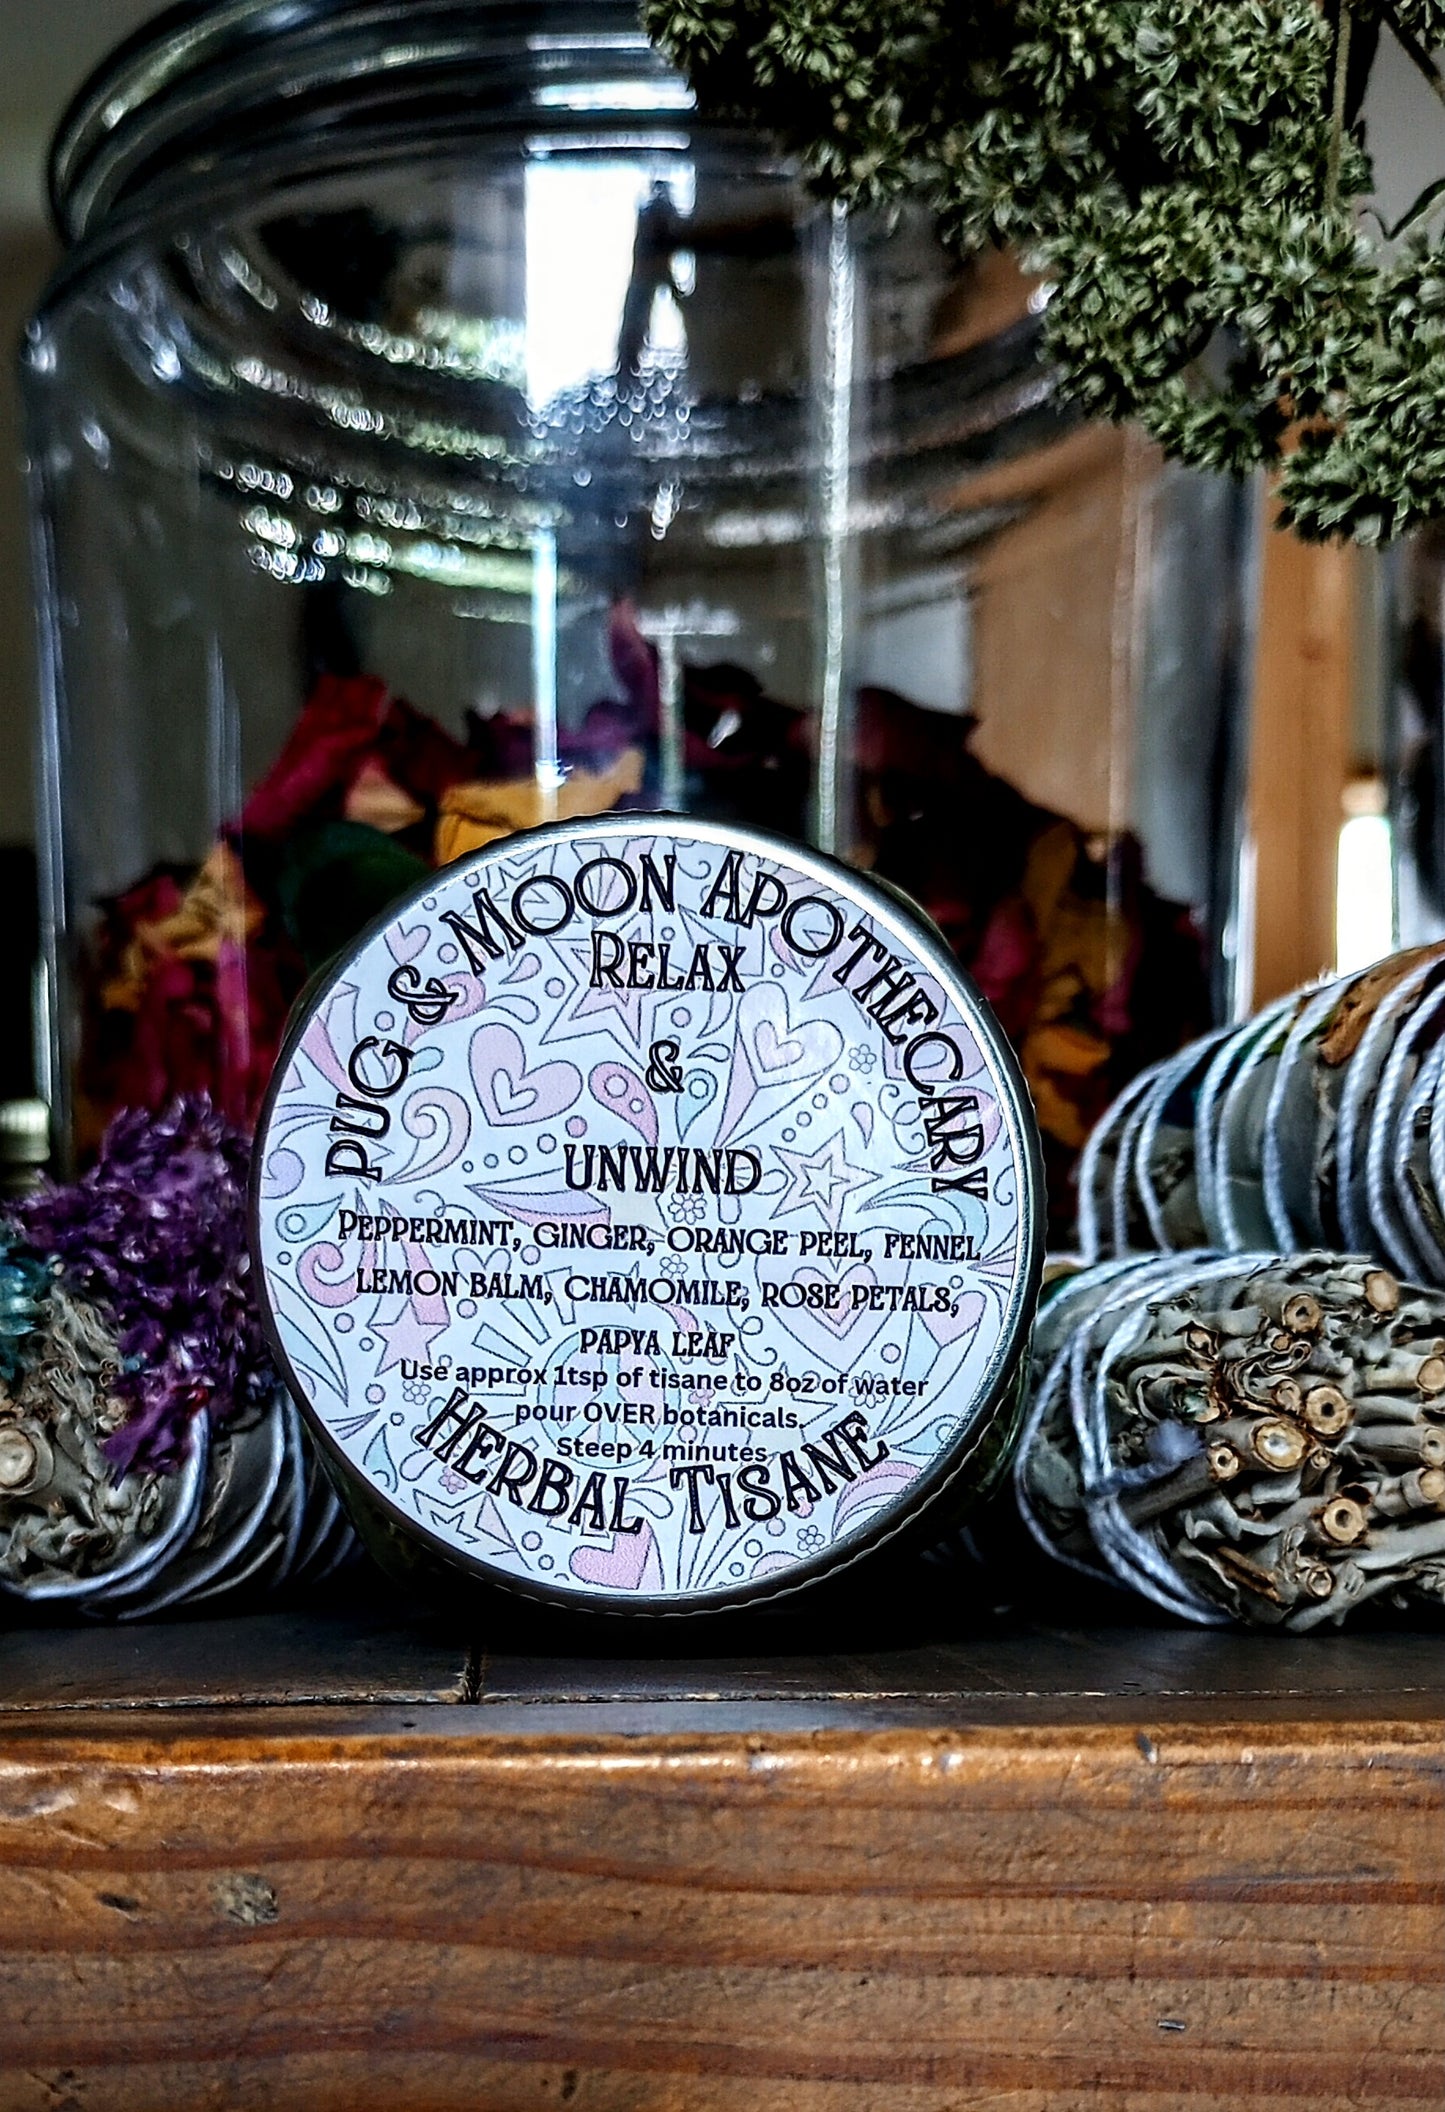 PUG & MOON APOTHECARY
RELAX
&
UNWIND
PEPPERMINT, GINGER, ORANGE PEEL, FENNEL
LEMON BALM, CHAMOMILE, ROSE PETALS,
PAPYA LEAF
Use approx 1tsp of tisane to 8oz of water
pour OVER botanicals.
Steep 4 minutes
HERBAL TISANE